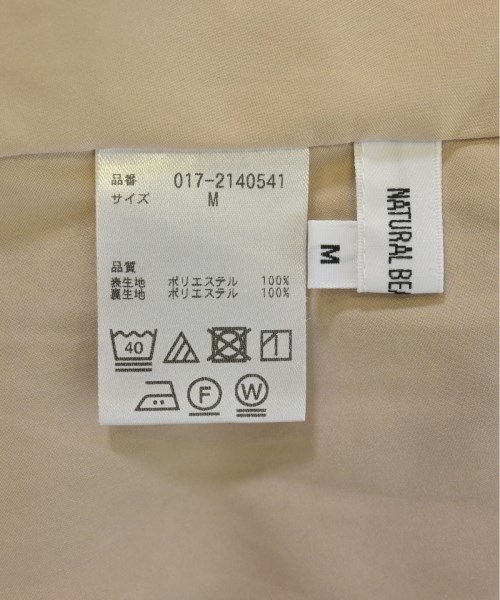 品番 017-2140541
サイズ M
品質
表生地 ポリエステル 100%
裏生地 ポリエステル 100%
40
F W
M
NATURAL BEA